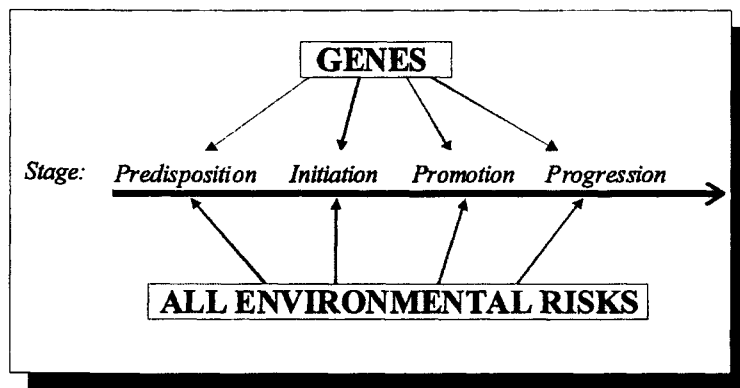 GENES
Stage: Predisposition Initiation Promotion Progression
ALL ENVIRONMENTAL RISKS